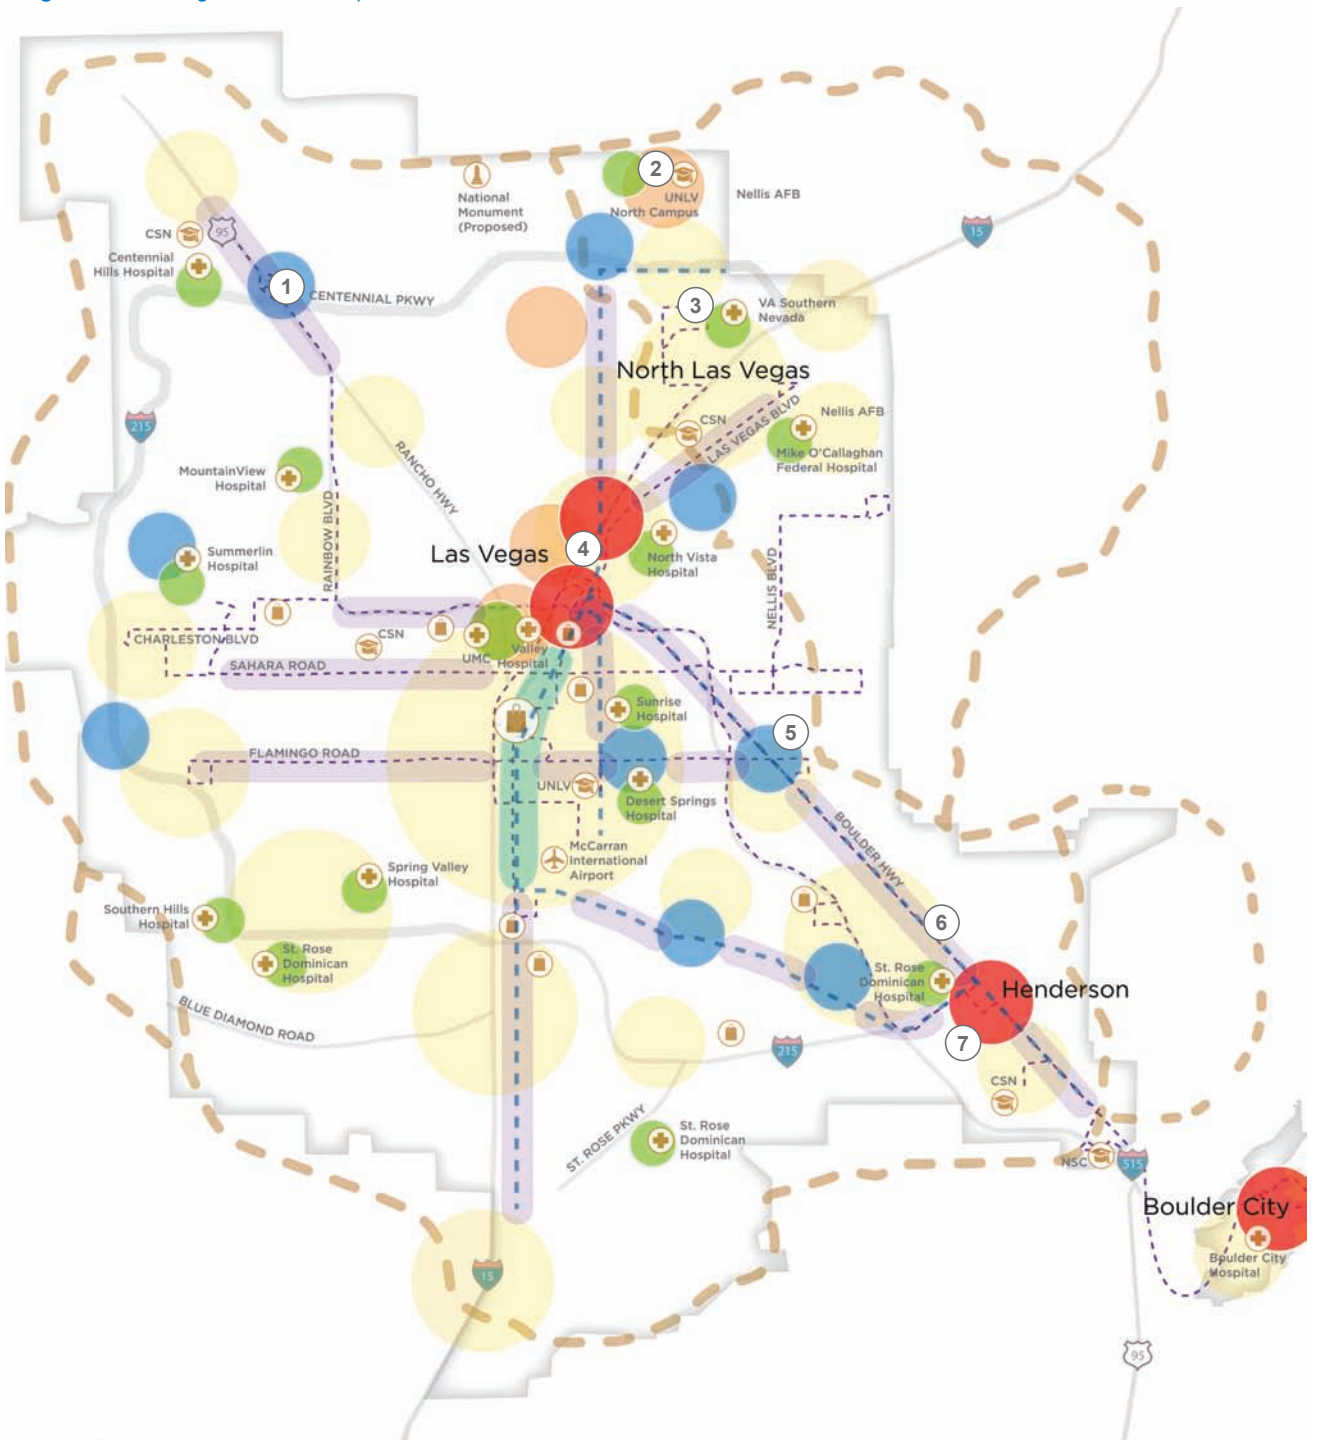 2
UNLV
North Campus
Nellis AFB
National
Monument
(Proposed)
CSN
95
Centennial
Hills Hospital
15
1
CENTENNIAL PKWY
3
VA Southern
Nevada
North Las Vegas
215
CSN
LAS VEGAS BLVD
Nellis AFB
Mike O'Callaghan
Federal Hospital
RANCHO HWY
MountainView
Hospital
RAINBOW BLVD
Las Vegas
4
North Vista
Hospital
Summerlin
Hospital
NELLIS BLVD
CHARLESTON BLVD
CSN
UMC
Valley
Hospital
SAHARA ROAD
Sunrise
Hospital
5
FLAMINGO ROAD
UNLV
Desert Springs
Hospital
BOULDER HWY
McCarran
International
Airport
Spring Valley
Hospital
Southern Hills
Hospital
6
St. Rose
Dominican
Hospital
St. Rose
Dominican
Hospital
Henderson
BLUE DIAMOND ROAD
7
215
CSN
ST. ROSE PKWY
St. Rose
Dominican
Hospital
NSC
515
Boulder City
Boulder City
Hospital
15
95